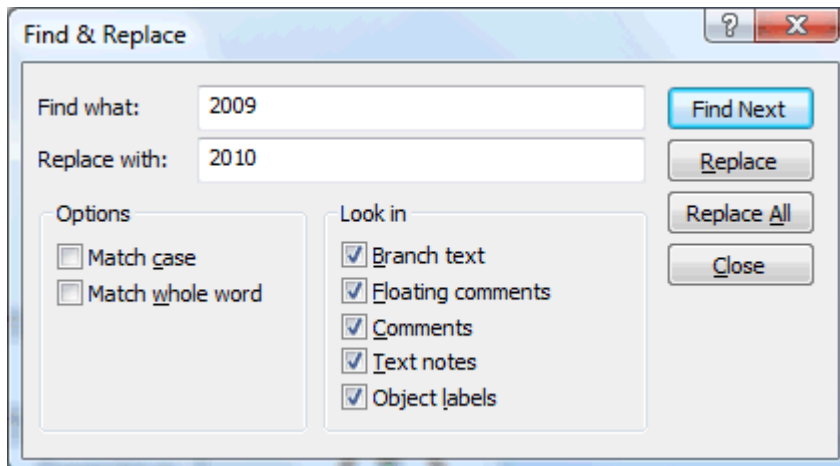 Find & Replace
Find what: 2009
Find Next
Replace with: 2010
Replace
Options
Look in
Replace All
Match case
Branch text
Close
Match whole word
Floating comments
Comments
Text notes
Object labels